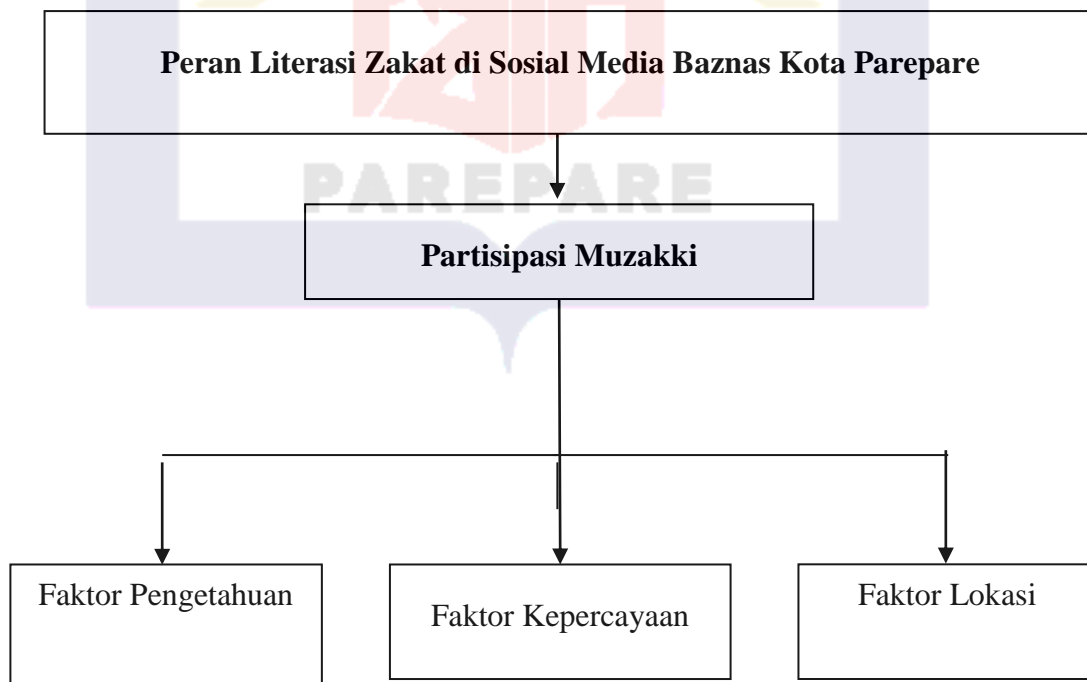 Peran Literasi Zakat di Sosial Media Baznas Kota Parepare
PAREPARE
Partisipasi Muzakki
Faktor Pengetahuan
Faktor Kepercayaan
Faktor Lokasi